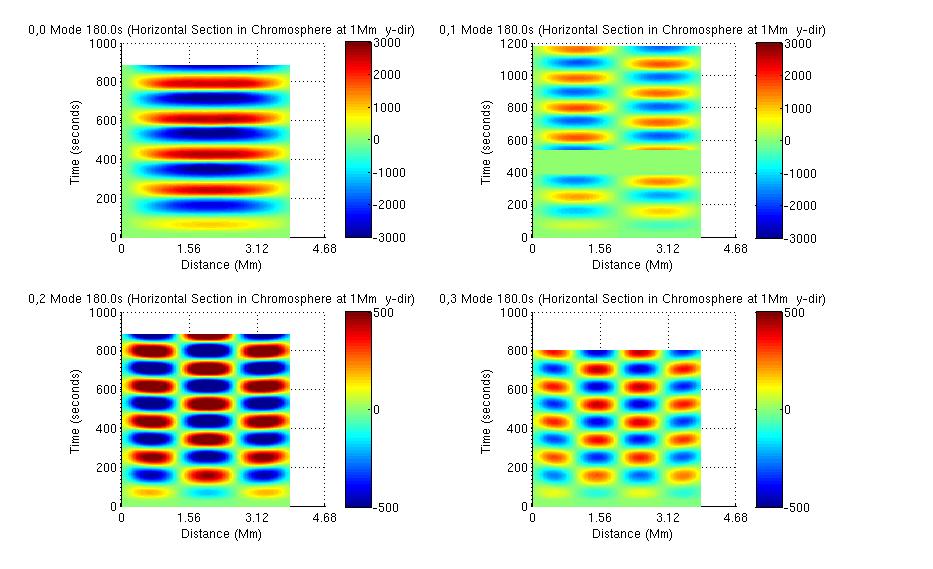 0,0 Mode 180.0s (Horizontal Section in Chromosphere at 1Mm  y-dir)
1000
800
600
400
200
0
Time (seconds)
0 1.56 3.12 4.68
Distance (Mm)
3000
2000
1000
0
-1000
-2000
-3000
0,1 Mode 180.0s (Horizontal Section in Chromosphere at 1Mm  y-dir)
1200
1000
800
600
400
200
0
Time (seconds)
0 1.56 3.12 4.68
Distance (Mm)
3000
2000
1000
0
-1000
-2000
-3000
0,2 Mode 180.0s (Horizontal Section in Chromosphere at 1Mm  y-dir)
1000
800
600
400
200
0
Time (seconds)
0 1.56 3.12 4.68
Distance (Mm)
500
0
-500
0,3 Mode 180.0s (Horizontal Section in Chromosphere at 1Mm  y-dir)
1000
800
600
400
200
0
Time (seconds)
0 1.56 3.12 4.68
Distance (Mm)
500
0
-500